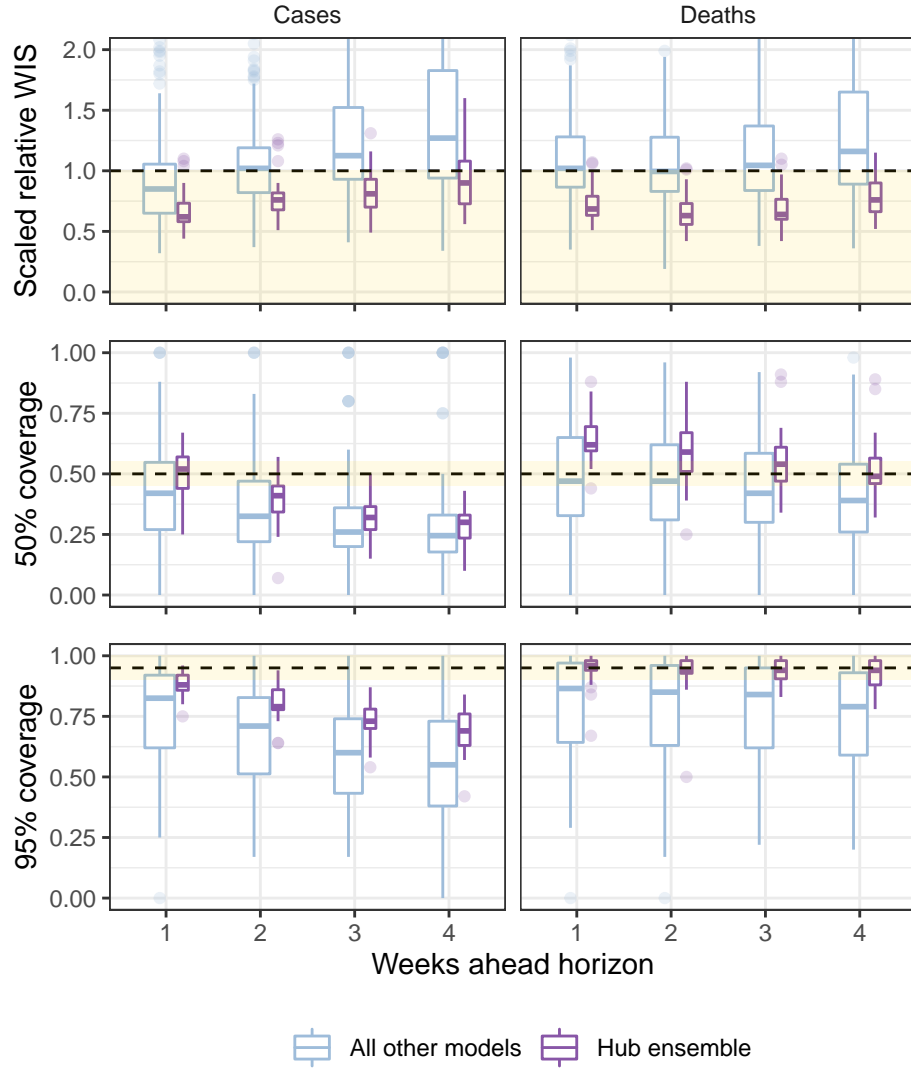 Cases Deaths
Scaled relative WIS
2.0
1.5
1.0
0.5
0.0
50% coverage
1.00
0.75
0.50
0.25
0.00
95% coverage
1.00
0.75
0.50
0.25
0.00
1 2 3 4 1 2 3 4
Weeks ahead horizon
All other models Hub ensemble